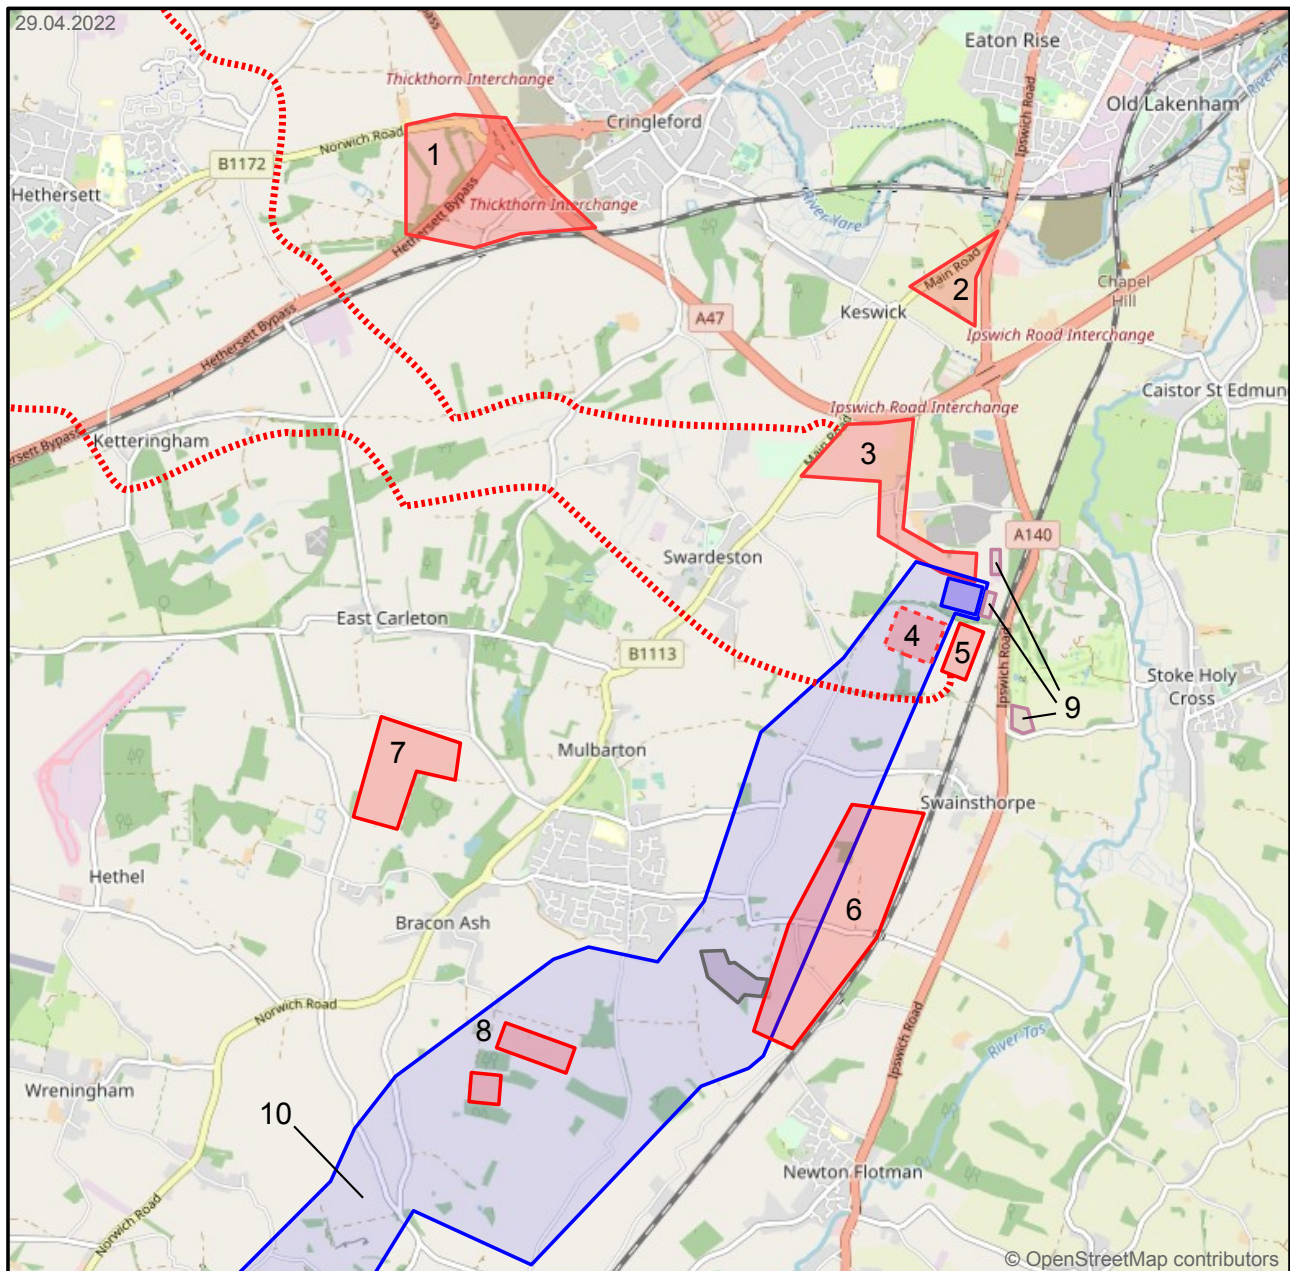 29.04.2022
Eaton Rise
Thickthorn Interchange
Old Lakenham
Cringleford
Ipswich Road
Norwich Road
1
B1172
Hethersett
Thickthorn Interchange
Hethersett Bypass
River Yare
Main Road
2
Chapel
Hill
Keswick
A47
Ipswich Road Interchange
Hethersett Bypass
Caistor St Edmun
Ipswich Road Interchange
Main Road
Ketteringham
ersett Bypass
3
A140
Swardeston
East Carleton
4
5
B1113
Ipswich Road
Stoke Holy
Cross
9
7
Mulbarton
Swainsthorpe
Hethel
6
Bracon Ash
Norwich Road
8
Ipswich Road
River Tas
Wreningham
10
Newton Flotman
Norwich Road
© OpenStreetMap contributors